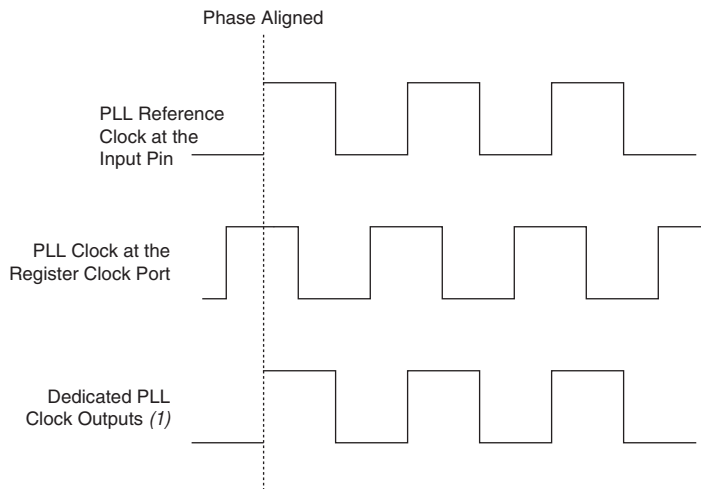 Phase Aligned
PLL Reference
Clock at the
Input Pin
PLL Clock at the
Register Clock Port
Dedicated PLL
Clock Outputs (1)